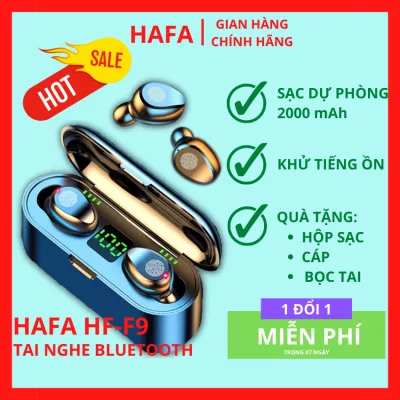 HAFA
GIAN HÀNG
CHÍNH HÃNG
HOT
SALE
SẠC DỰ PHÒNG
2000 mAh
KHỬ TIẾNG ỒN
QUÀ TẶNG:
• HỘP SẠC
• CÁP
• BỌC TAI
100
HAFA HF-F9
TAI NGHE BLUETOOTH
1 ĐỔI 1
MIỄN PHÍ
TRONG 07 NGÀY